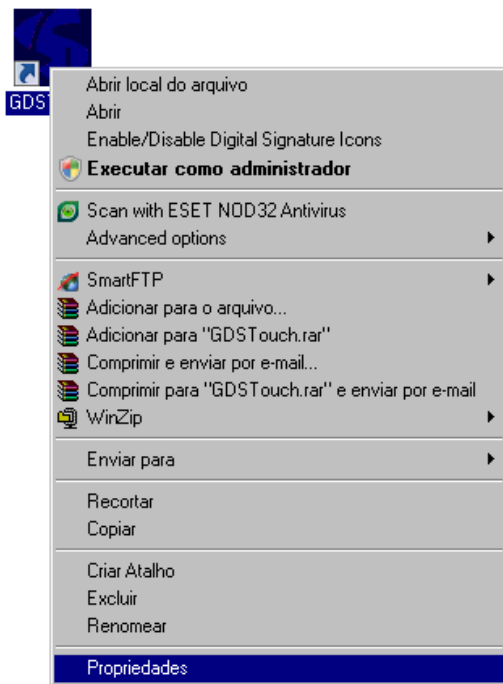 GDS
Abrir local do arquivo
Abrir
Enable/Disable Digital Signature Icons
Executar como administrador
Scan with ESET NOD32 Antivirus
Advanced options
SmartFTP
Adicionar para o arquivo...
Adicionar para "GDSTouch.rar"
Comprimir e enviar por e-mail...
Comprimir para "GDSTouch.rar" e enviar por e-mail
WinZip
Enviar para
Recortar
Copiar
Criar Atalho
Excluir
Renomear
Propriedades